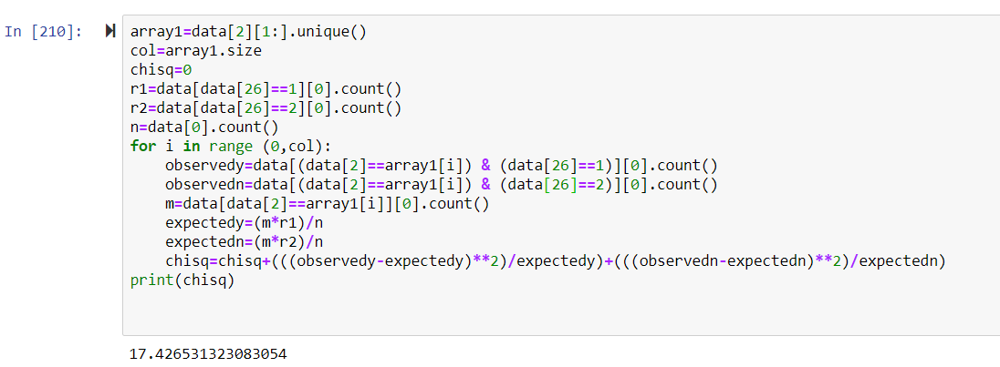 In [210]:
array1=data[2][1:].unique()
col=array1.size
chisq=0
r1=data[data[26]==1][0].count()
r2=data[data[26]==2][0].count()
n=data[0].count()
for i in range (0,col):
    observedy=data[(data[2]==array1[i]) & (data[26]==1)][0].count()
    observedn=data[(data[2]==array1[i]) & (data[26]==2)][0].count()
    m=data[data[2]==array1[i]][0].count()
    expectedy=(m*r1)/n
    expectedn=(m*r2)/n
    chisq=chisq+(((observedy-expectedy)**2)/expectedy)+(((observedn-expectedn)**2)/expectedn)
print(chisq)
17.426531323083054